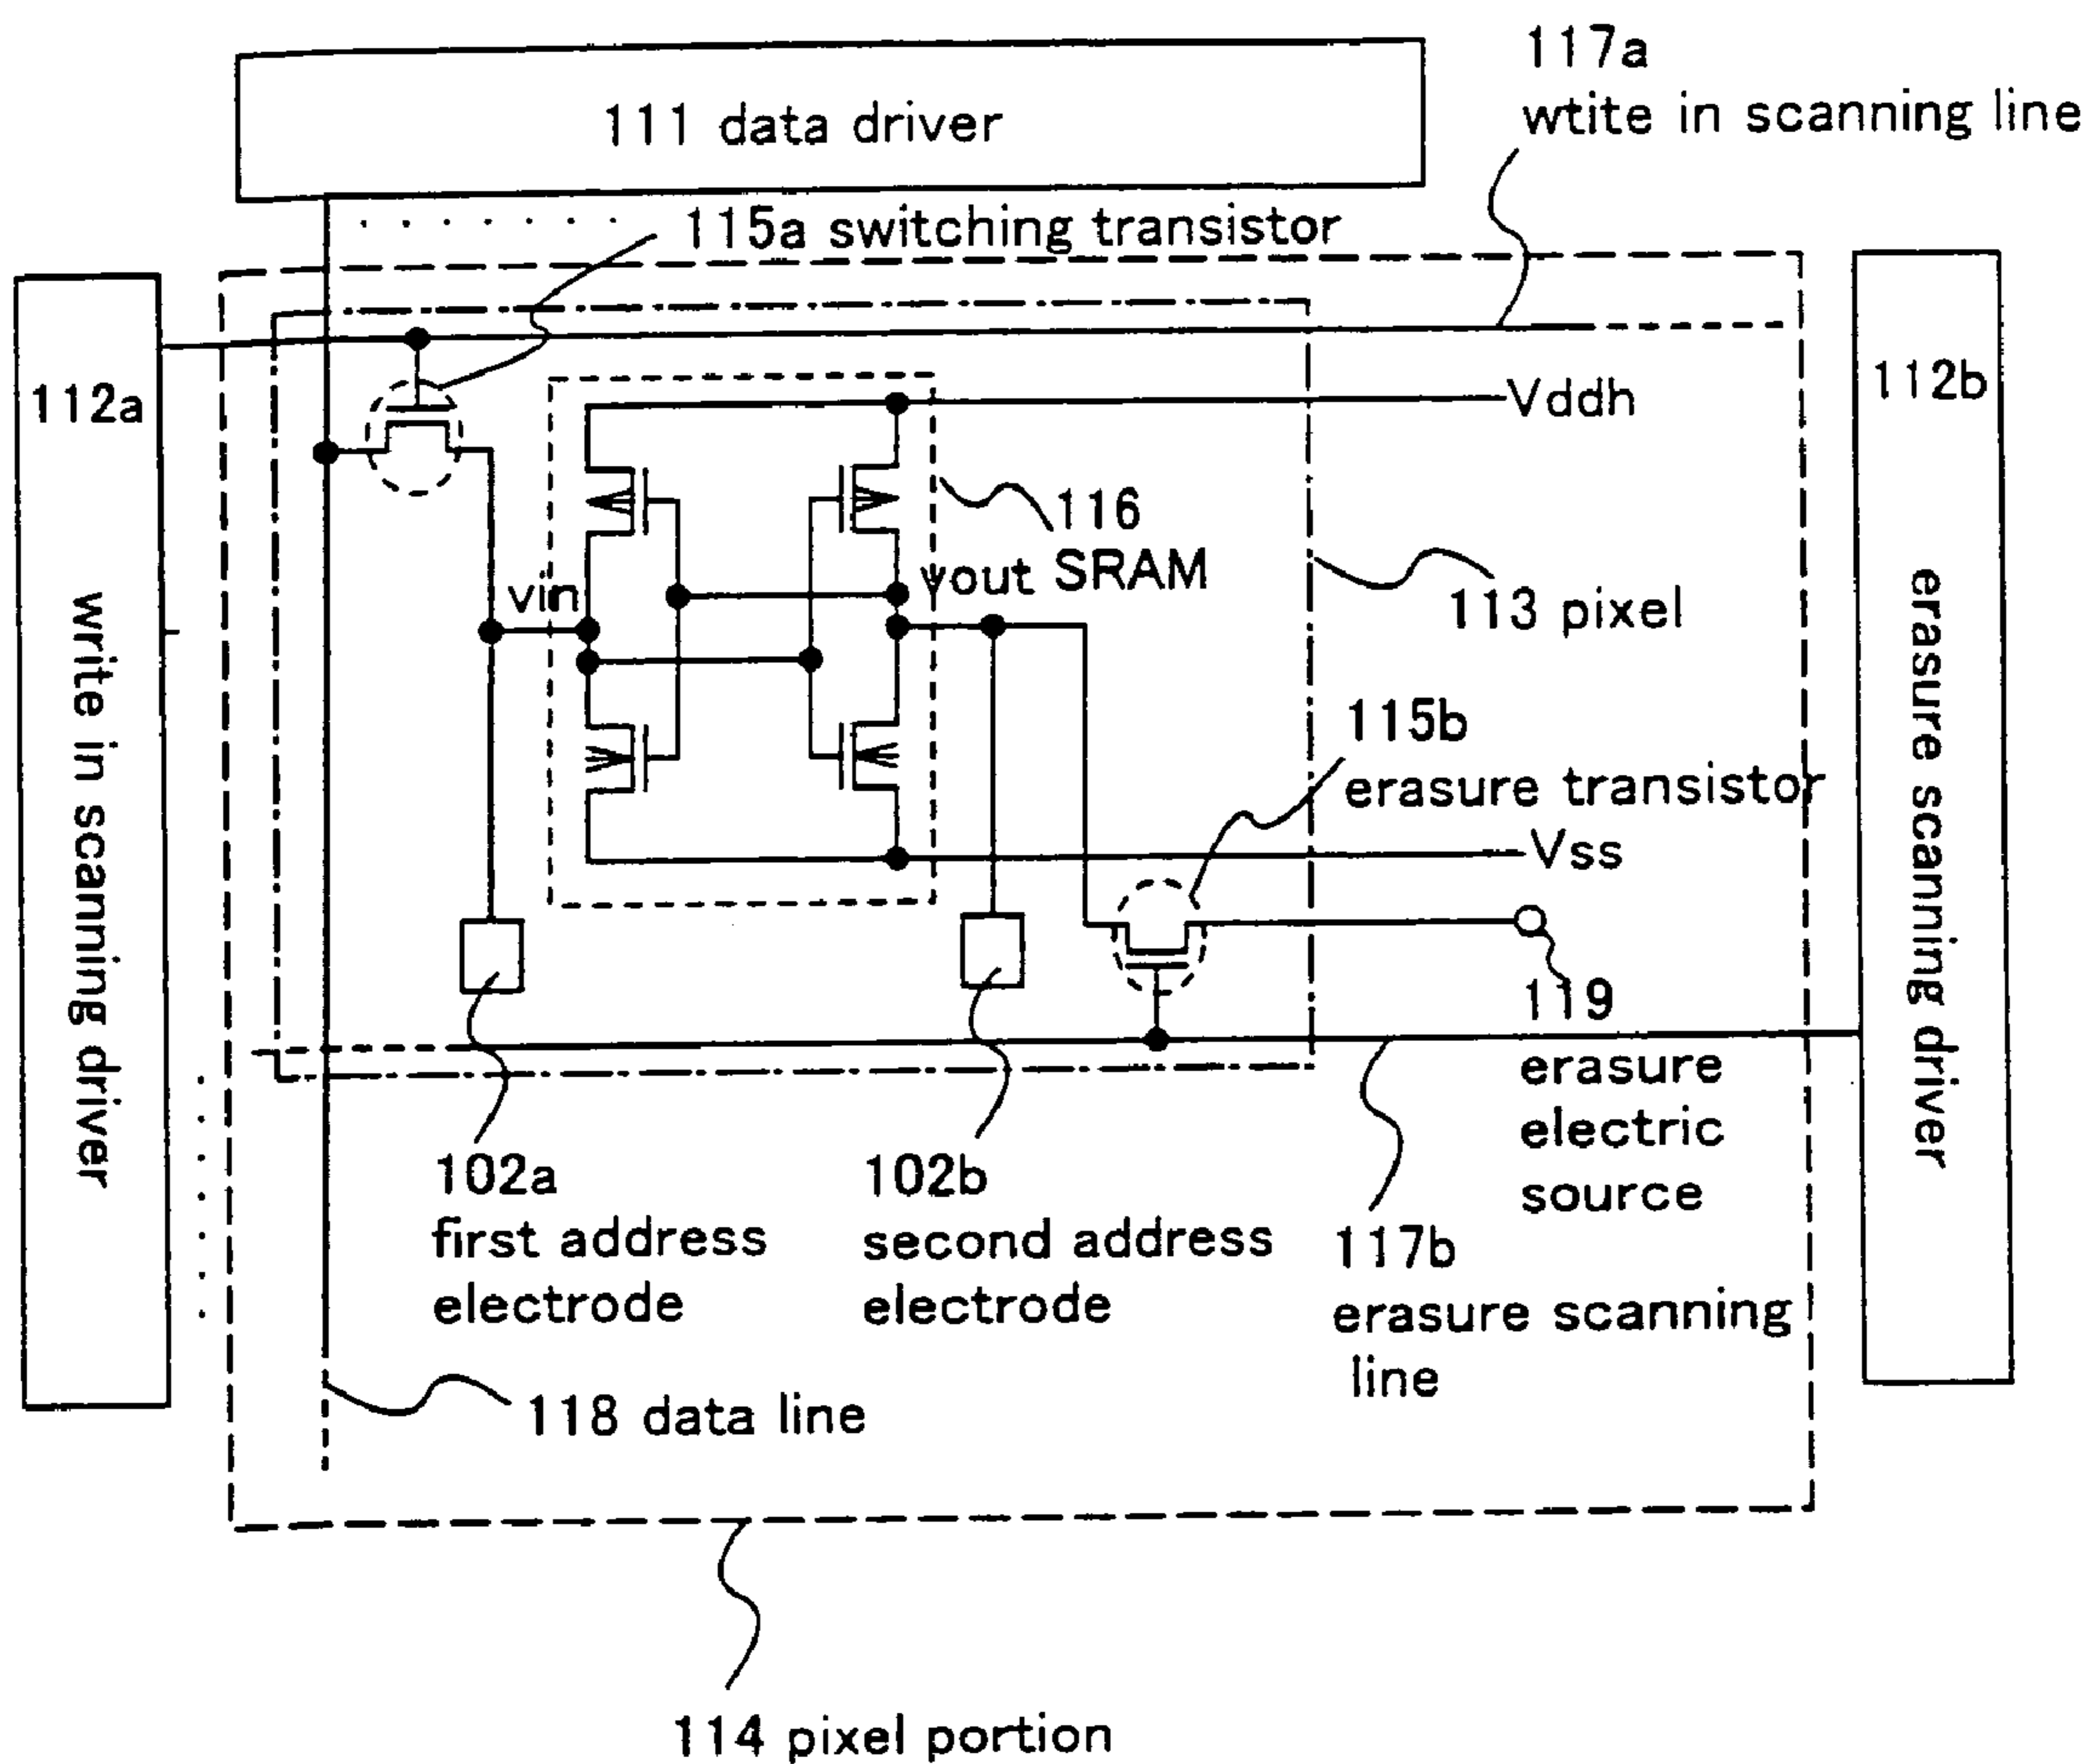 117a
wtite in scanning line
111 data driver
115a switching transistor
112a
write in scanning driver
112b
erasure scanning driver
Vddh
116
SRAM
vin
vout
113 pixel
115b
erasure transistor
Vss
119
erasure
electric
source
102a
first address
electrode
102b
second address
electrode
117b
erasure scanning
line
118 data line
114 pixel portion